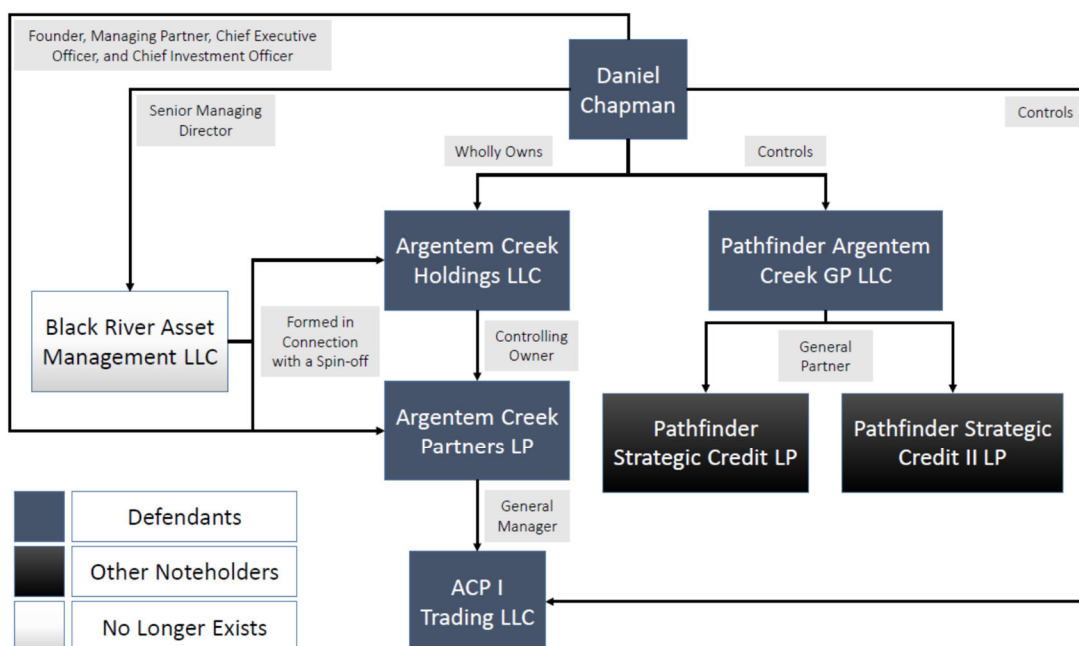 Founder, Managing Partner, Chief Executive
Officer, and Chief Investment Officer
Daniel
Chapman
Senior Managing
Director
Controls
Wholly Owns
Controls
Argentem Creek
Holdings LLC
Pathfinder Argentem
Creek GP LLC
Black River Asset
Management LLC
Formed in
Connection
with a Spin-off
Controlling
Owner
General
Partner
Argentem Creek
Partners LP
Pathfinder
Strategic Credit LP
Pathfinder Strategic
Credit II LP
Defendants
General
Manager
Other Noteholders
ACP I
Trading LLC
No Longer Exists